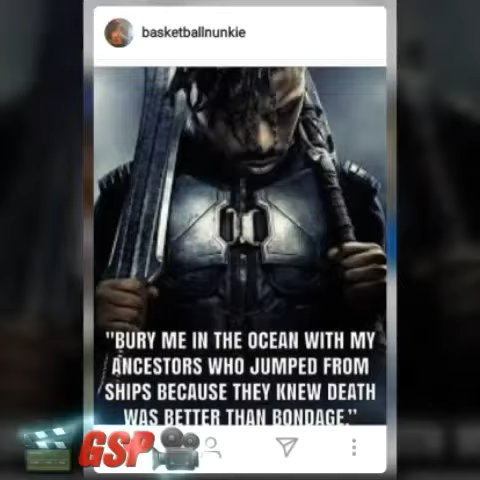 basketballnunkie
"BURY ME IN THE OCEAN WITH MY
ANCESTORS WHO JUMPED FROM
SHIPS BECAUSE THEY KNEW DEATH
WAS BETTER THAN BONDAGE."
GSP